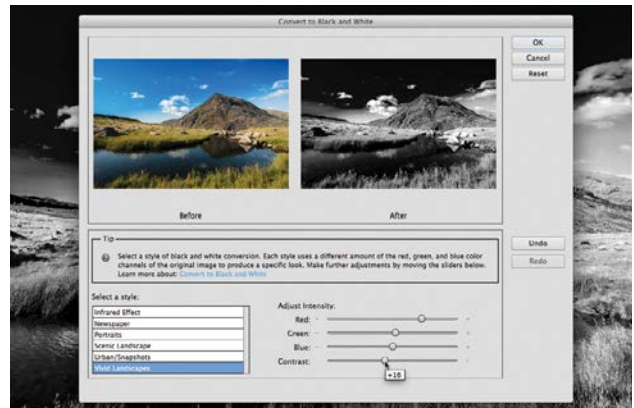 Convert to Black and White
OK
Cancel
Reset
Before
After
Tip
Select a style of black and white conversion. Each style uses a different amount of the red, green, and blue color
channels of the original image to produce a specific look. Make further adjustments by moving the sliders below.
Learn more about: Convert to Black and White
Undo
Redo
Select a style:
Infrared Effect
Newspaper
Portraits
Scenic Landscape
Urban/Snapshots
Vivid Landscapes
Adjust Intensity:
Red:
Green:
Blue:
Contrast:
+16